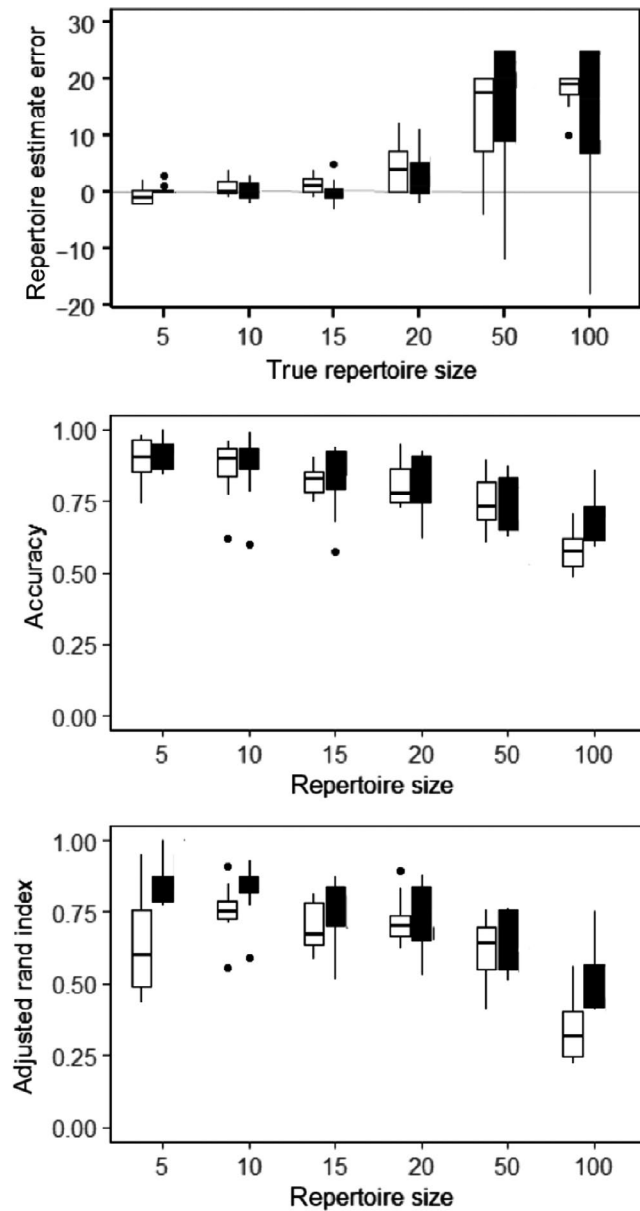 Repertoire estimate error
30
20
10
0
−10
−20
5 10 15 20 50 100
True repertoire size
Accuracy
1.00
0.75
0.50
0.25
0.00
5 10 15 20 50 100
Repertoire size
Adjusted rand index
1.00
0.75
0.50
0.25
0.00
5 10 15 20 50 100
Repertoire size